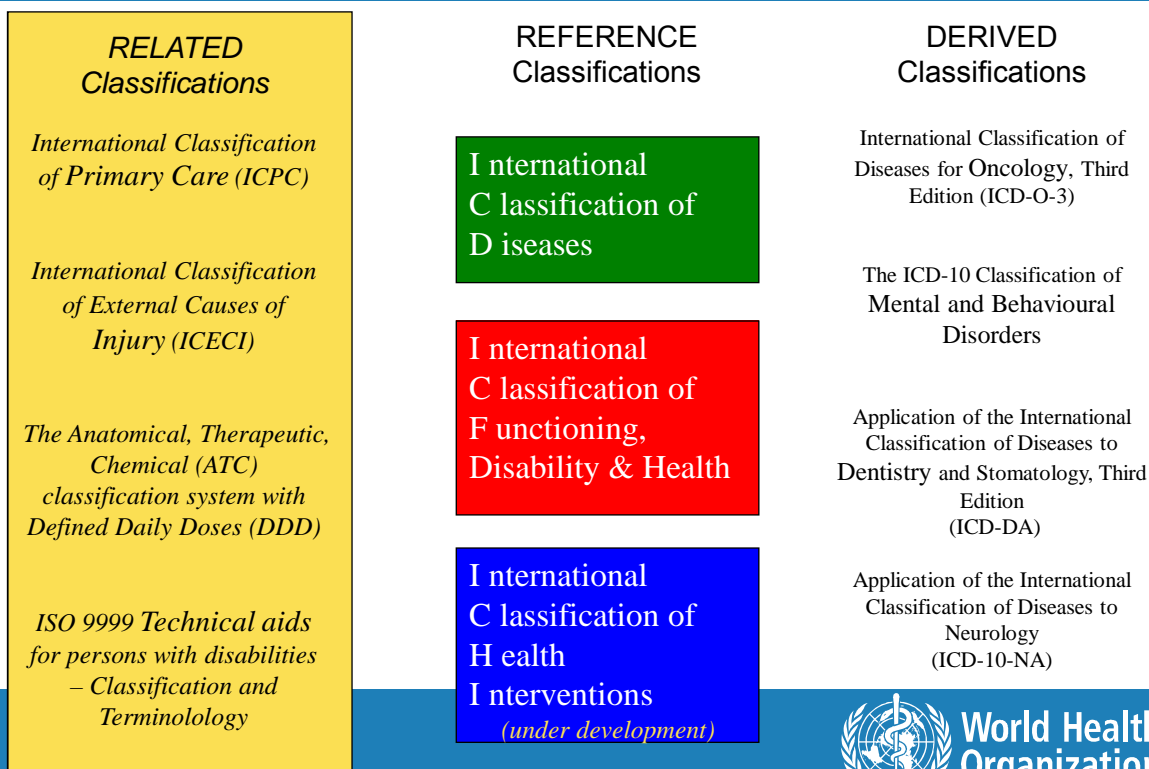 RELATED
Classifications
International Classification
of Primary Care (ICPC)
International Classification
of External Causes of
Injury (ICECI)
The Anatomical, Therapeutic,
Chemical (ATC)
classification system with
Defined Daily Doses (DDD)
ISO 9999 Technical aids
for persons with disabilities
– Classification and
Terminolology
REFERENCE
Classifications
I nternational
C lassification of
D iseases
I nternational
C lassification of
F unctioning,
Disability & Health
I nternational
C lassification of
H ealth
I nterventions
(under development)
DERIVED
Classifications
International Classification of
Diseases for Oncology, Third
Edition (ICD-O-3)
The ICD-10 Classification of
Mental and Behavioural
Disorders
Application of the International
Classification of Diseases to
Dentistry and Stomatology, Third
Edition
(ICD-DA)
Application of the International
Classification of Diseases to
Neurology
(ICD-10-NA)
World Health
Organization